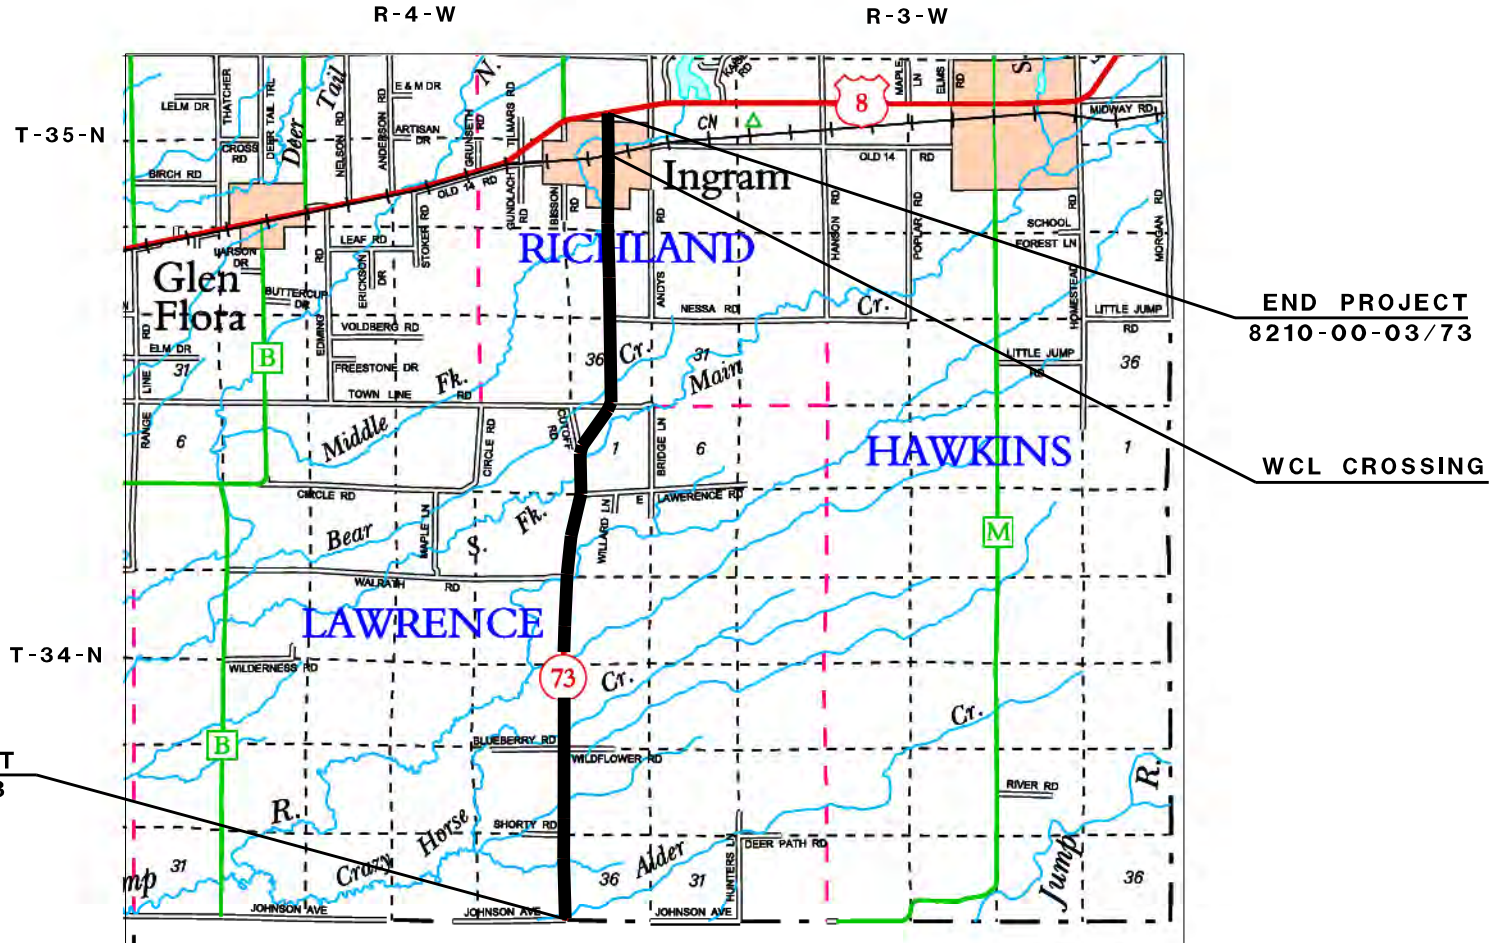 R-4-W
R-3-W
T-35-N
T-34-N
THATCHER
DEER TAIL TRL
Deer Tail
LELM DR
CROSS RD
BIRCH RD
NELSON RD
ANDERSON RD
E & M DR
ARTISAN DR
GRUNSETH RD
N.
TILMARS RD
OLD 14 RD
GUNDLACH RD
BISSON RD
CN
8
MAPLE LN
ELMS RD
S.
MIDWAY RD
OLD 14 RD
Ingram
RICHLAND
ANDYS RD
HANSON RD
POPLAR RD
SCHOOL FOREST LN
MORGAN RD
HOMESTEAD
LARSON DR
LEAF RD
STOKER RD
ERICKSON DR
Glen Flora
BUTTERCUP DR
EDMING RD
VOLDBERG RD
FREESTONE DR
TOWN LINE RD
ELM DR
31
RANGE LINE RD
B
NESSA RD
Cr.
LITTLE JUMP RD
LITTLE JUMP RD
36
36
Cr.
31
Main
Middle Fk.
6
CIRCLE RD
CUTOFF RD
1
BRIDGE LN
6
HAWKINS
1
CIRCLE RD
MAPLE LN
Bear
S. Fk.
WILLARD LN
E LAWERENCE RD
M
WALRATH RD
LAWRENCE
WILDERNESS RD
73
Cr.
Cr.
B
BLUEBERRY RD
WILDFLOWER RD
RIVER RD
R.
R.
Crazy Horse
SHORTY RD
Alder
HUNTERS LN
DEER PATH RD
Jump
mp
31
36
31
36
JOHNSON AVE
JOHNSON AVE
JOHNSON AVE
END PROJECT
8210-00-03/73
WCL CROSSING
T
3